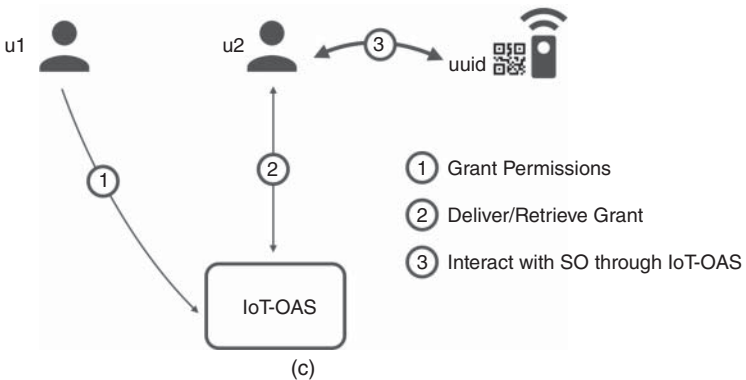 u1
u2
3
uuid
1
2
1 Grant Permissions
2 Deliver/Retrieve Grant
3 Interact with SO through IoT-OAS
IoT-OAS
(c)